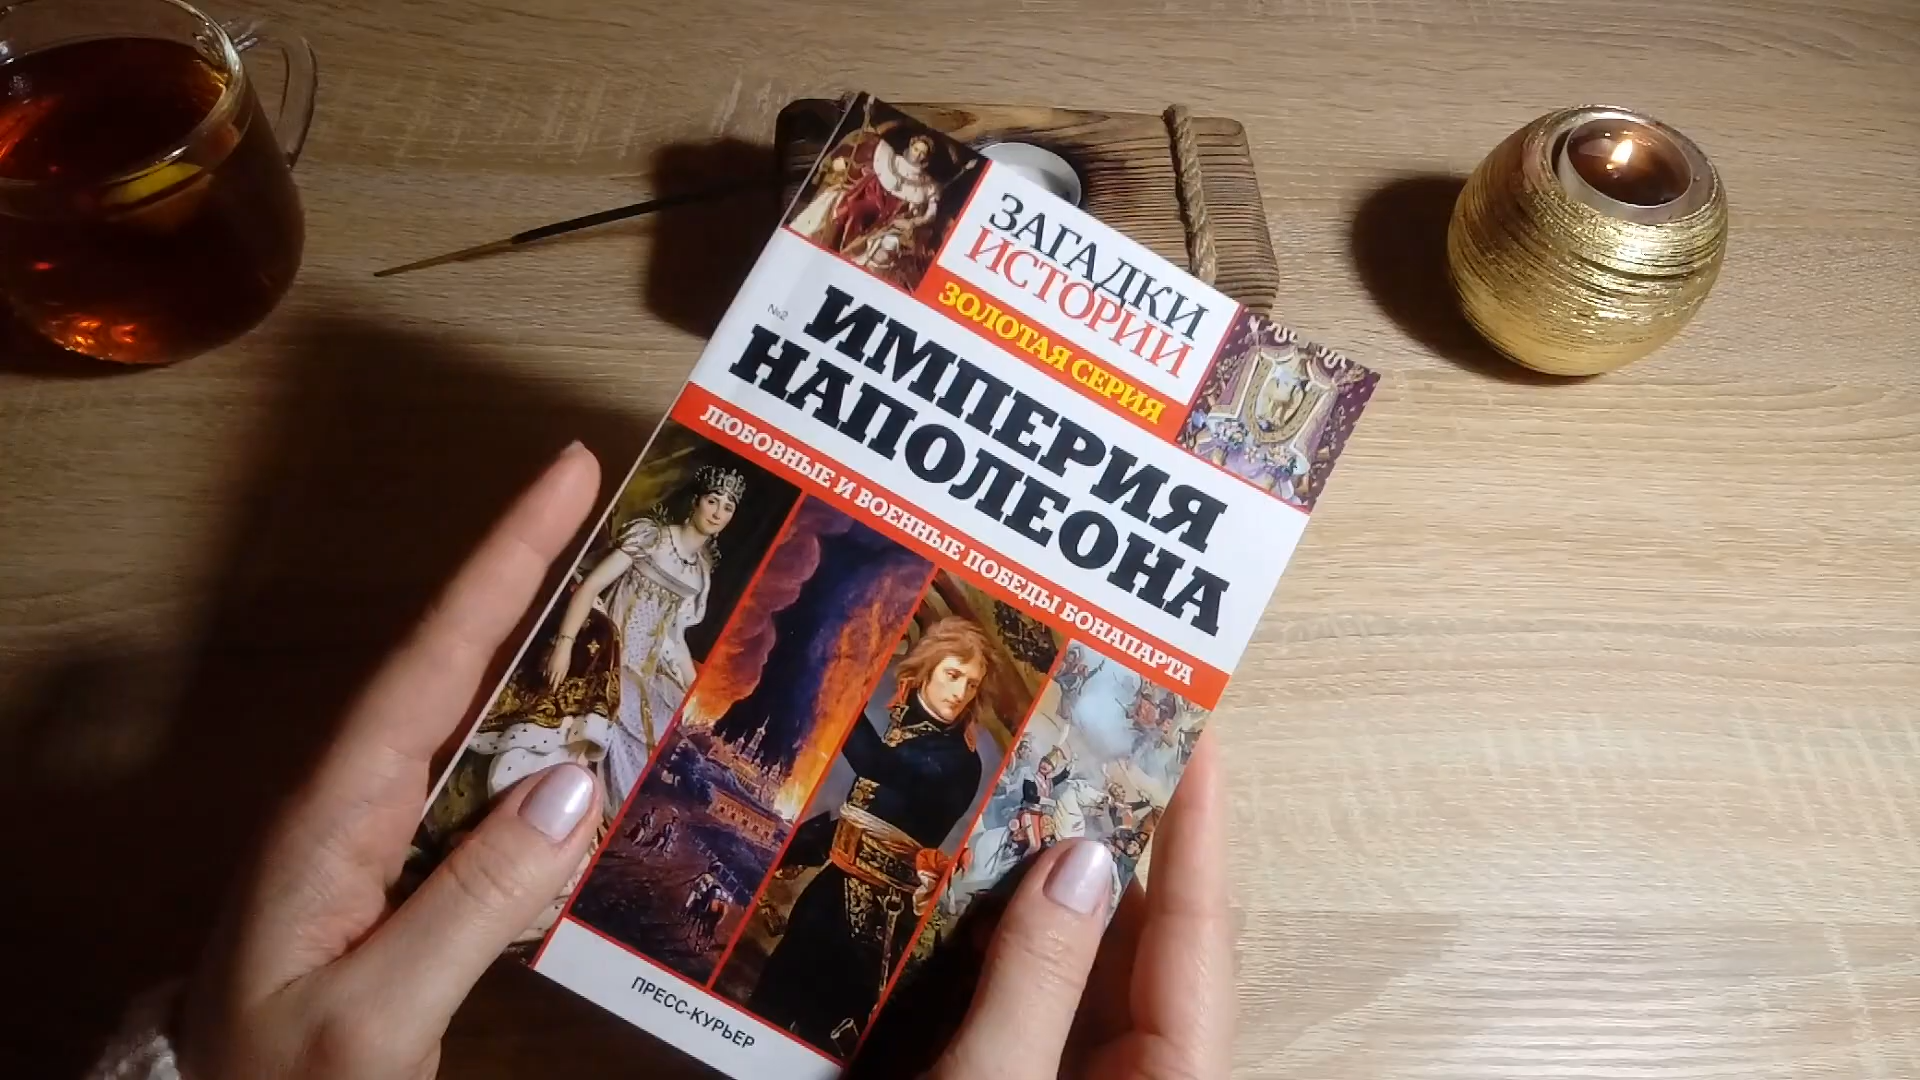 ЗАГАДКИ
ИСТОРИИ
ЗОЛОТАЯ СЕРИЯ
№2
ИМПЕРИЯ
НАПОЛЕОНА
ЛЮБОВНЫЕ И ВОЕННЫЕ ПОБЕДЫ БОНАПАРТА
ПРЕСС-КУРЬЕР